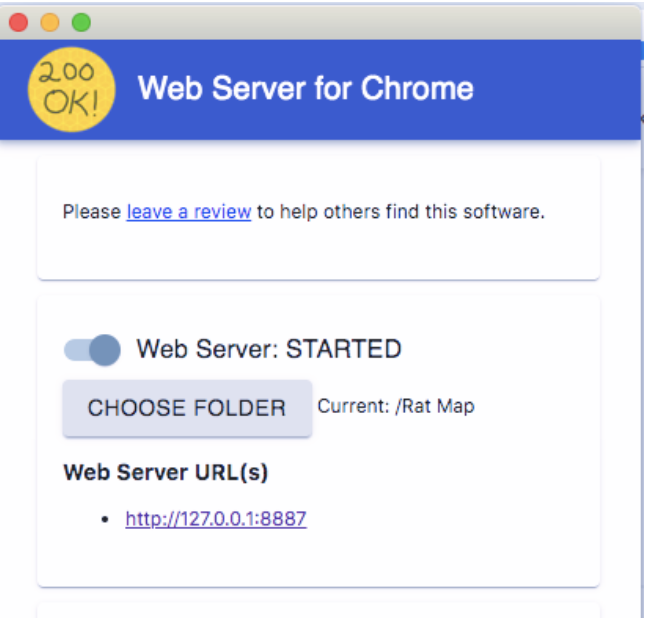 200
OK!
Web Server for Chrome
Please leave a review to help others find this software.
Web Server: STARTED
CHOOSE FOLDER Current: /Rat Map
Web Server URL(s)
• http://127.0.0.1:8887